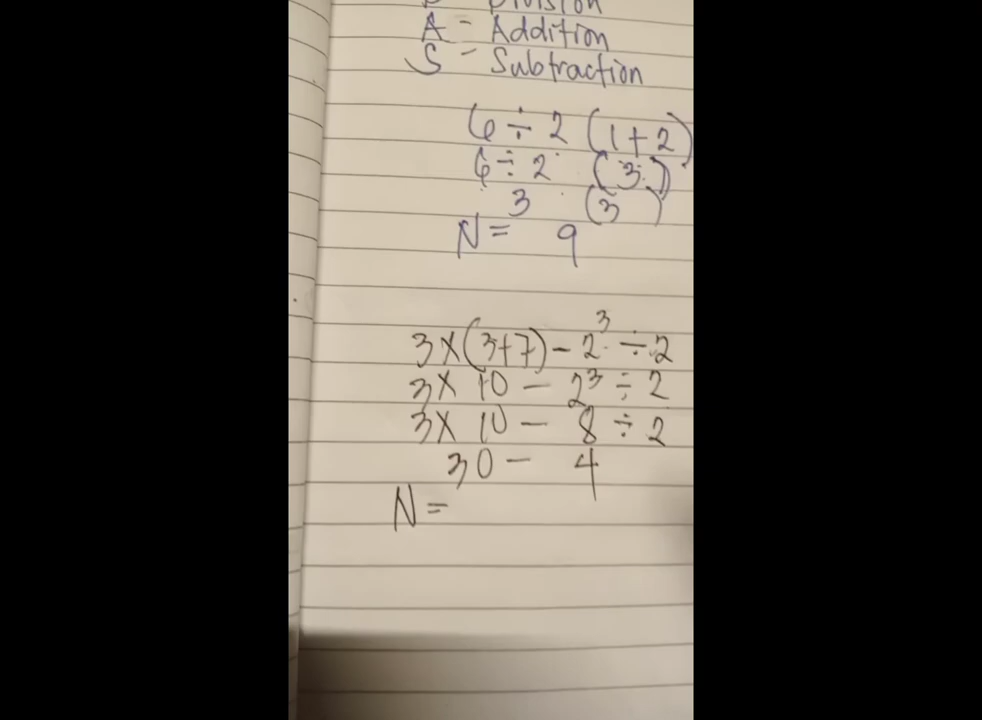 D - Division
A - Addition
S - Subtraction
6 ÷ 2 (1+2)
6 ÷ 2 (3)
3 (3)
N = 9
3×(3+7) - 2³ ÷ 2
3× 10 - 2³ ÷ 2
3× 10 - 8 ÷ 2
30 - 4
N =